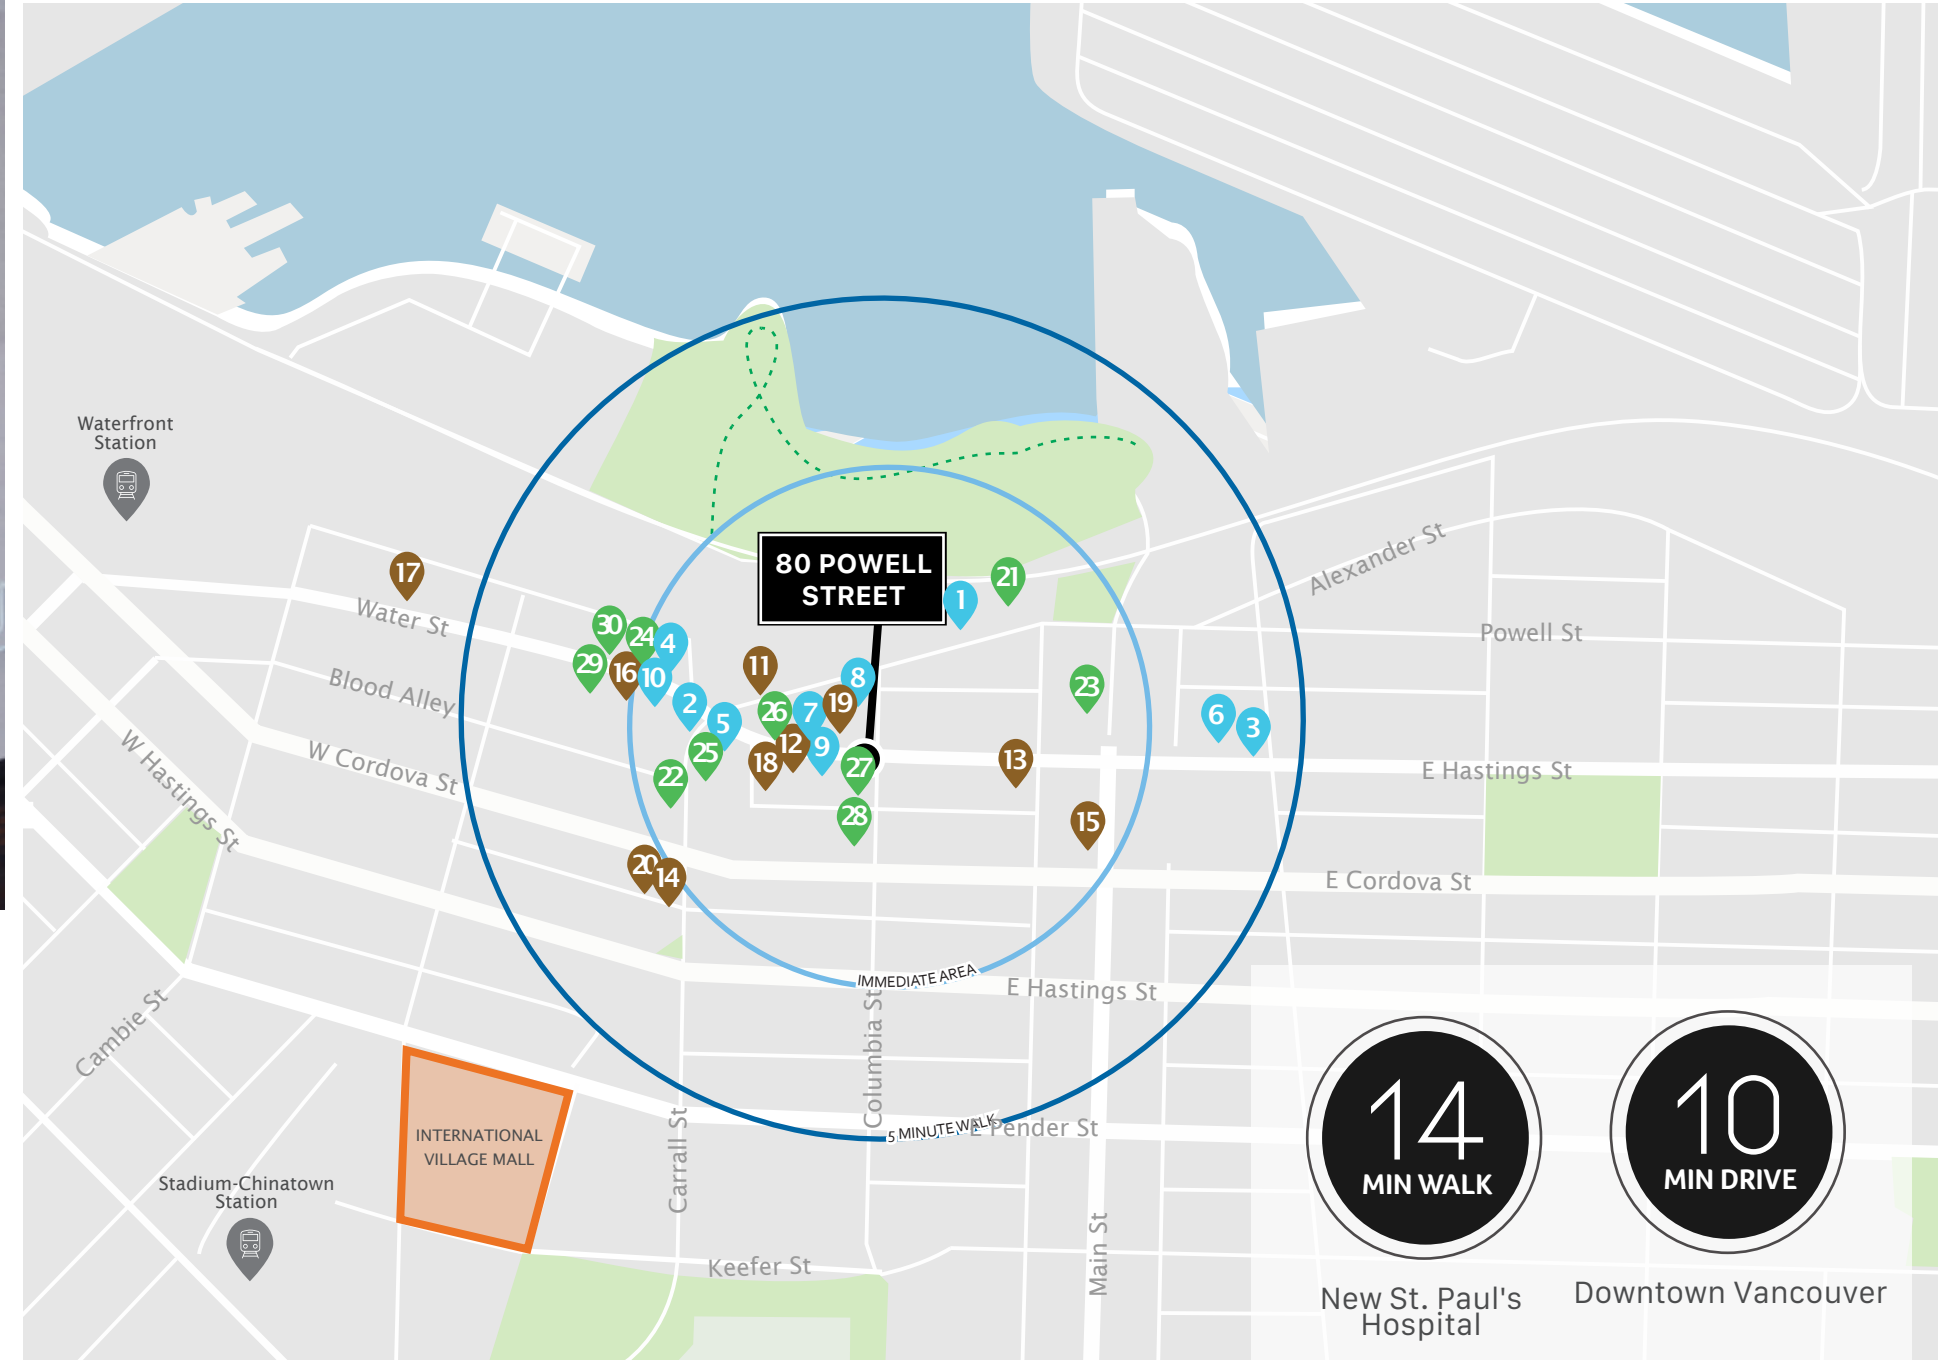 Waterfront
Station
80 POWELL
STREET
17
21
1
Alexander St
Water St
30
24
4
Powell St
29
16
10
11
8
23
Blood Alley
2
26
7
19
6
3
5
W Hastings St
W Cordova St
25
12
9
18
27
13
22
E Hastings St
28
15
20
14
E Cordova St
IMMEDIATE AREA
E Hastings St
Cambie St
Columbia St
5 MINUTE WALK
E Pender St
INTERNATIONAL
VILLAGE MALL
Carrall St
Stadium-Chinatown
Station
Keefer St
Main St
14
MIN WALK
New St. Paul's
Hospital
10
MIN DRIVE
Downtown Vancouver